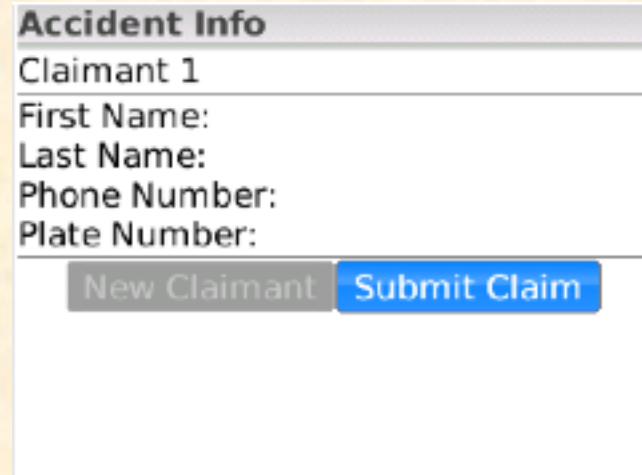 Accident Info
Claimant 1
First Name:
Last Name:
Phone Number:
Plate Number:
New Claimant Submit Claim